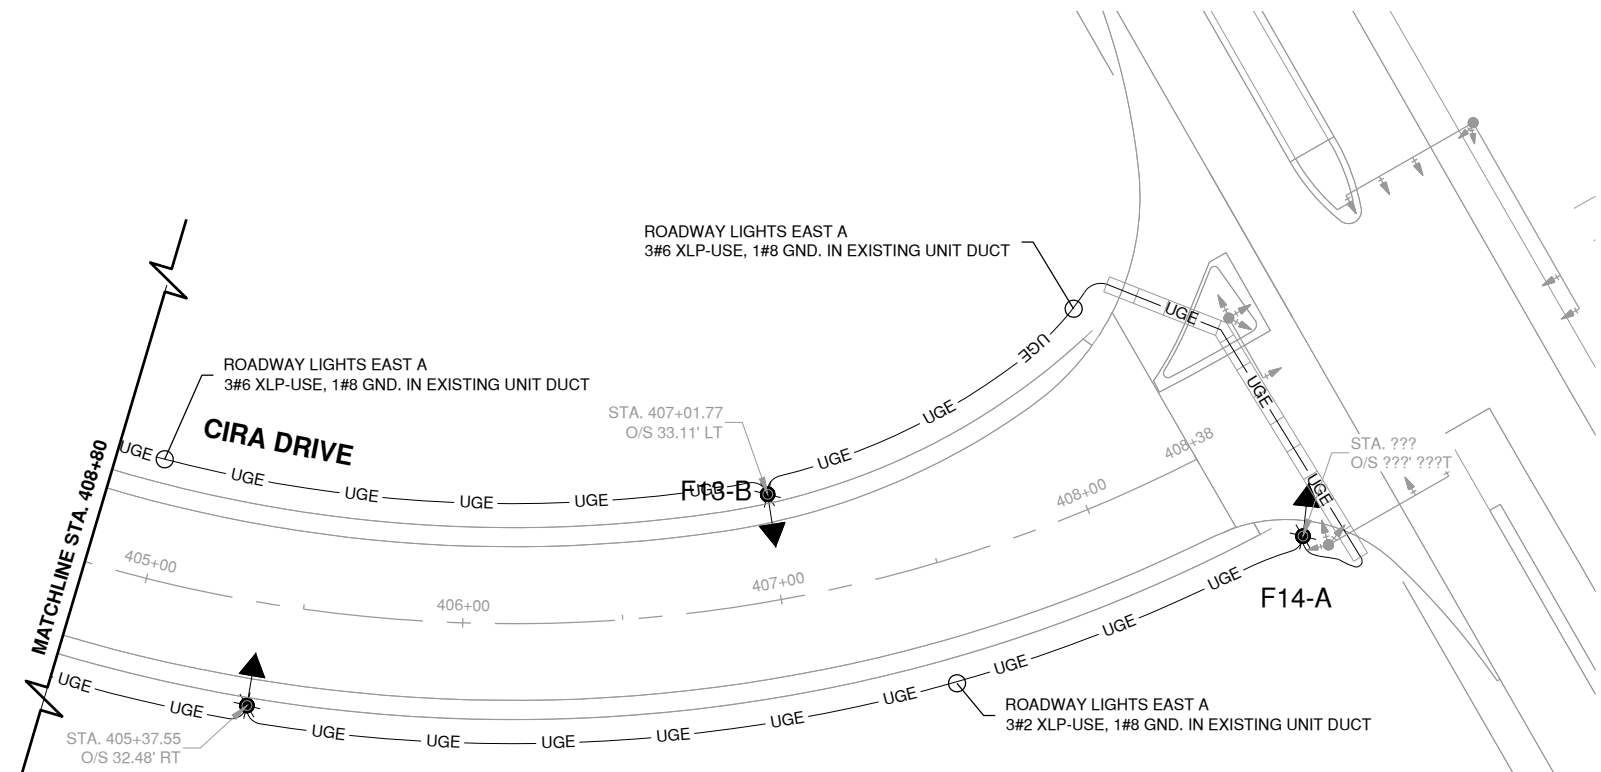 ROADWAY LIGHTS EAST A
3#6 XLP-USE, 1#8 GND. IN EXISTING UNIT DUCT
UGE
UGE
UGE
ROADWAY LIGHTS EAST A
3#6 XLP-USE, 1#8 GND. IN EXISTING UNIT DUCT
CIRA DRIVE
STA. 407+01.77
O/S 33.11' LT
UGE
UGE
408+38
STA. ???
O/S ???' ???T
MATCHLINE STA. 408+80
UGE
UGE
UGE
UGE
UGE
UGE
F13-B
UGE
UGE
408+00
405+00
406+00
407+00
UGE
F14-A
UGE
UGE
UGE
UGE
UGE
UGE
UGE
UGE
UGE
UGE
UGE
ROADWAY LIGHTS EAST A
3#2 XLP-USE, 1#8 GND. IN EXISTING UNIT DUCT
STA. 405+37.55
O/S 32.48' RT